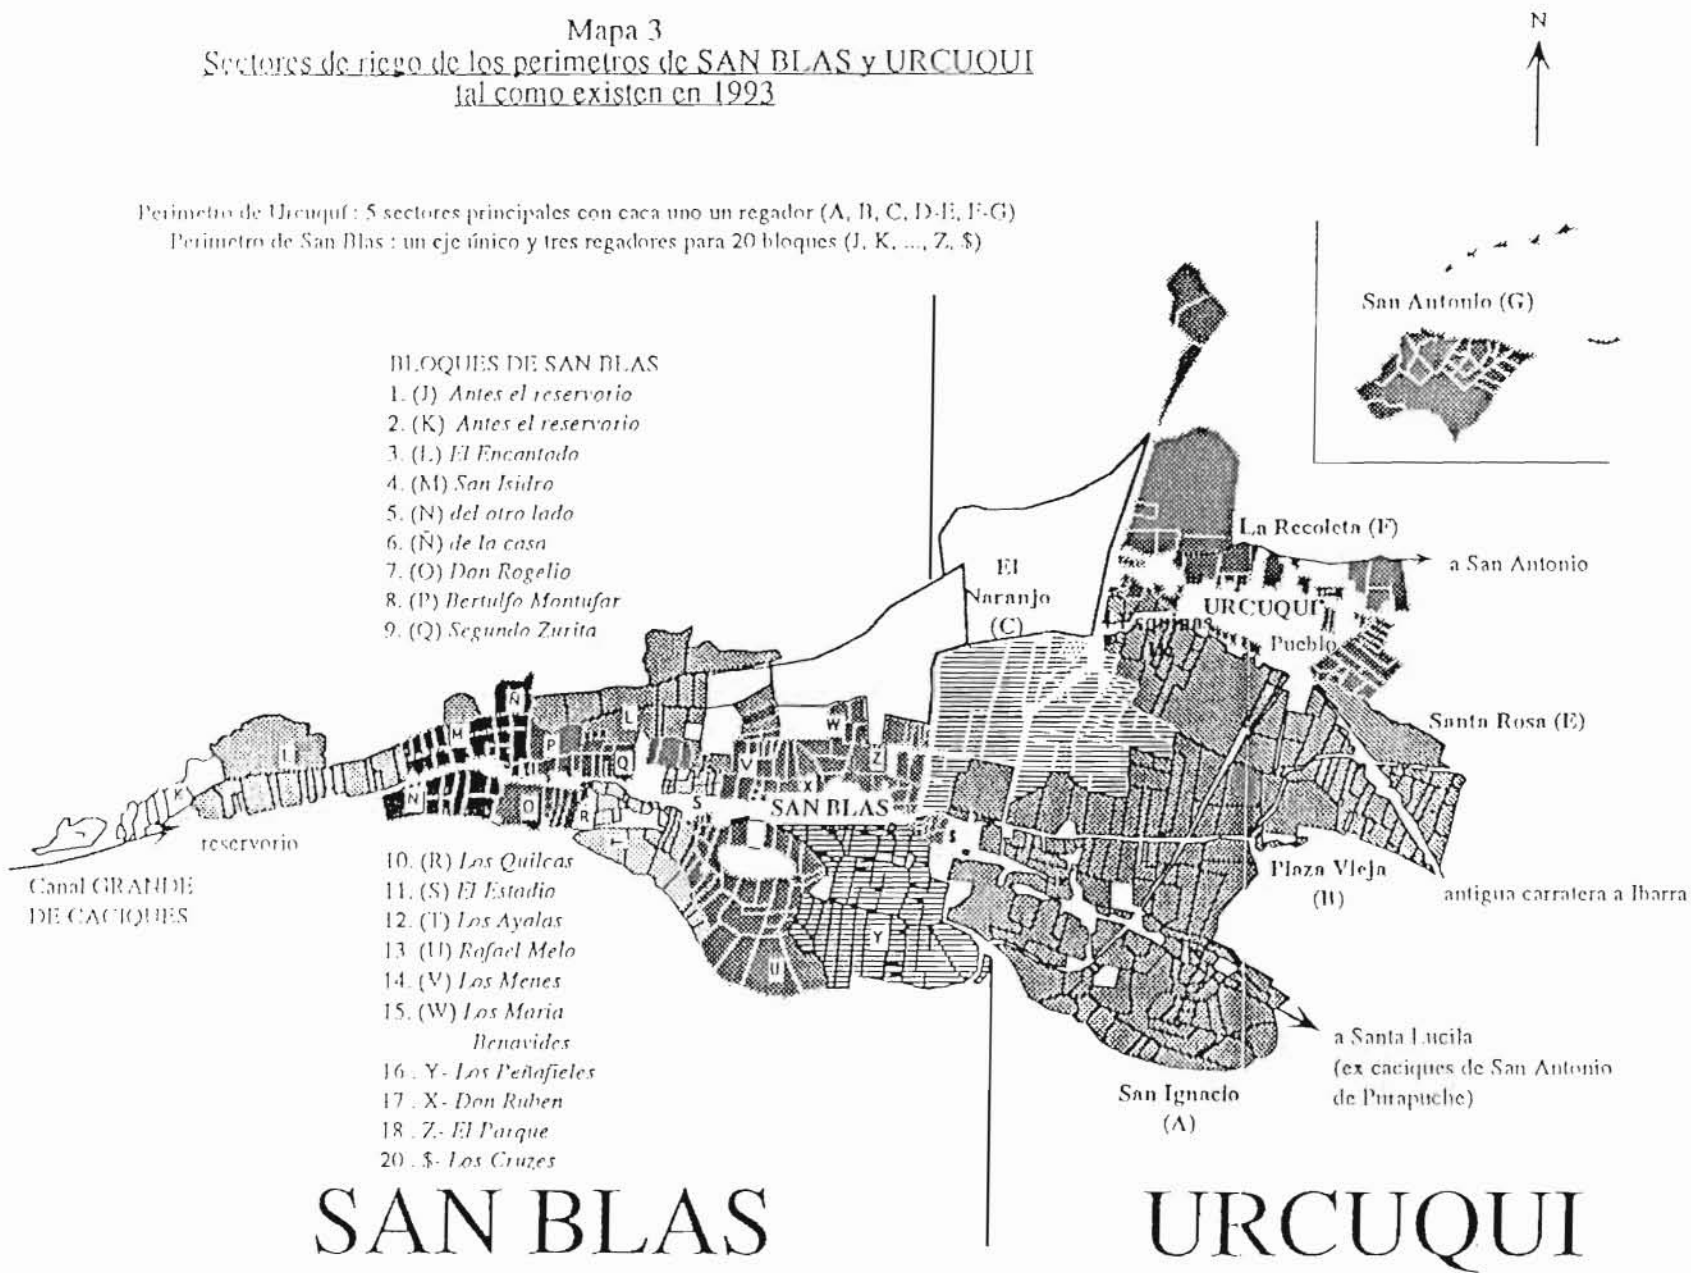 Mapa 3
Sectores de riego de los perimetros de SAN BLAS y URCUQUI
tal como existen en 1993
N
Perimetro de Urcuquí : 5 sectores principales con caca uno un regador (A, B, C, D-E, F-G)
Perimetro de San Blas : un eje único y tres regadores para 20 bloques (J, K, ..., Z, $)
San Antonio (G)
BLOQUES DE SAN BLAS
1. (J) Antes el reservorio
2. (K) Antes el reservorio
3. (L) El Encantado
4. (M) San Isidro
5. (N) del otro lado
6. (Ñ) de la casa
7. (O) Don Rogelio
8. (P) Bertulfo Montufar
9. (Q) Segundo Zurita
La Recoleta (F)
a San Antonio
El
Naranjo
(C)
URCUQUI
Pueblo
Santa Rosa (E)
Ñ
M
L
P
Q
W
V
Z
X
K
N
O
R
S
T
SAN BLAS
$
U
Y
reservorio
Canal GRANDE
DE CACIQUES
Plaza Vieja
(B)
antigua carratera a Ibarra
10. (R) Los Quilcas
11. (S) El Estadio
12. (T) Los Ayalas
13. (U) Rafael Melo
14. (V) Los Menes
15. (W) Los Maria
Benavides
16 . Y- Los Peñafieles
17 . X- Don Ruben
18 . Z- El Parque
20 . $- Los Cruzes
San Ignacio
(A)
a Santa Lucila
(ex caciques de San Antonio
de Purapuche)
SAN BLAS
URCUQUI